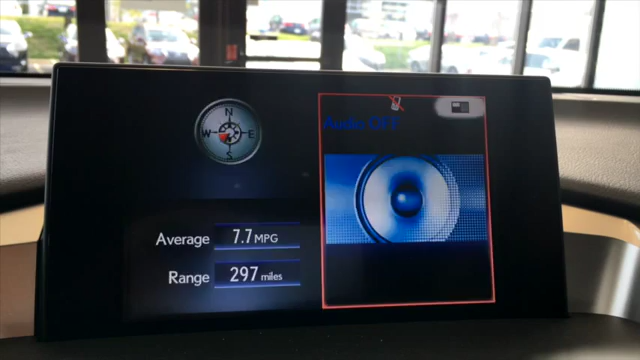 N
W E
S
Audio OFF
Average 7.7 MPG
Range 297 miles